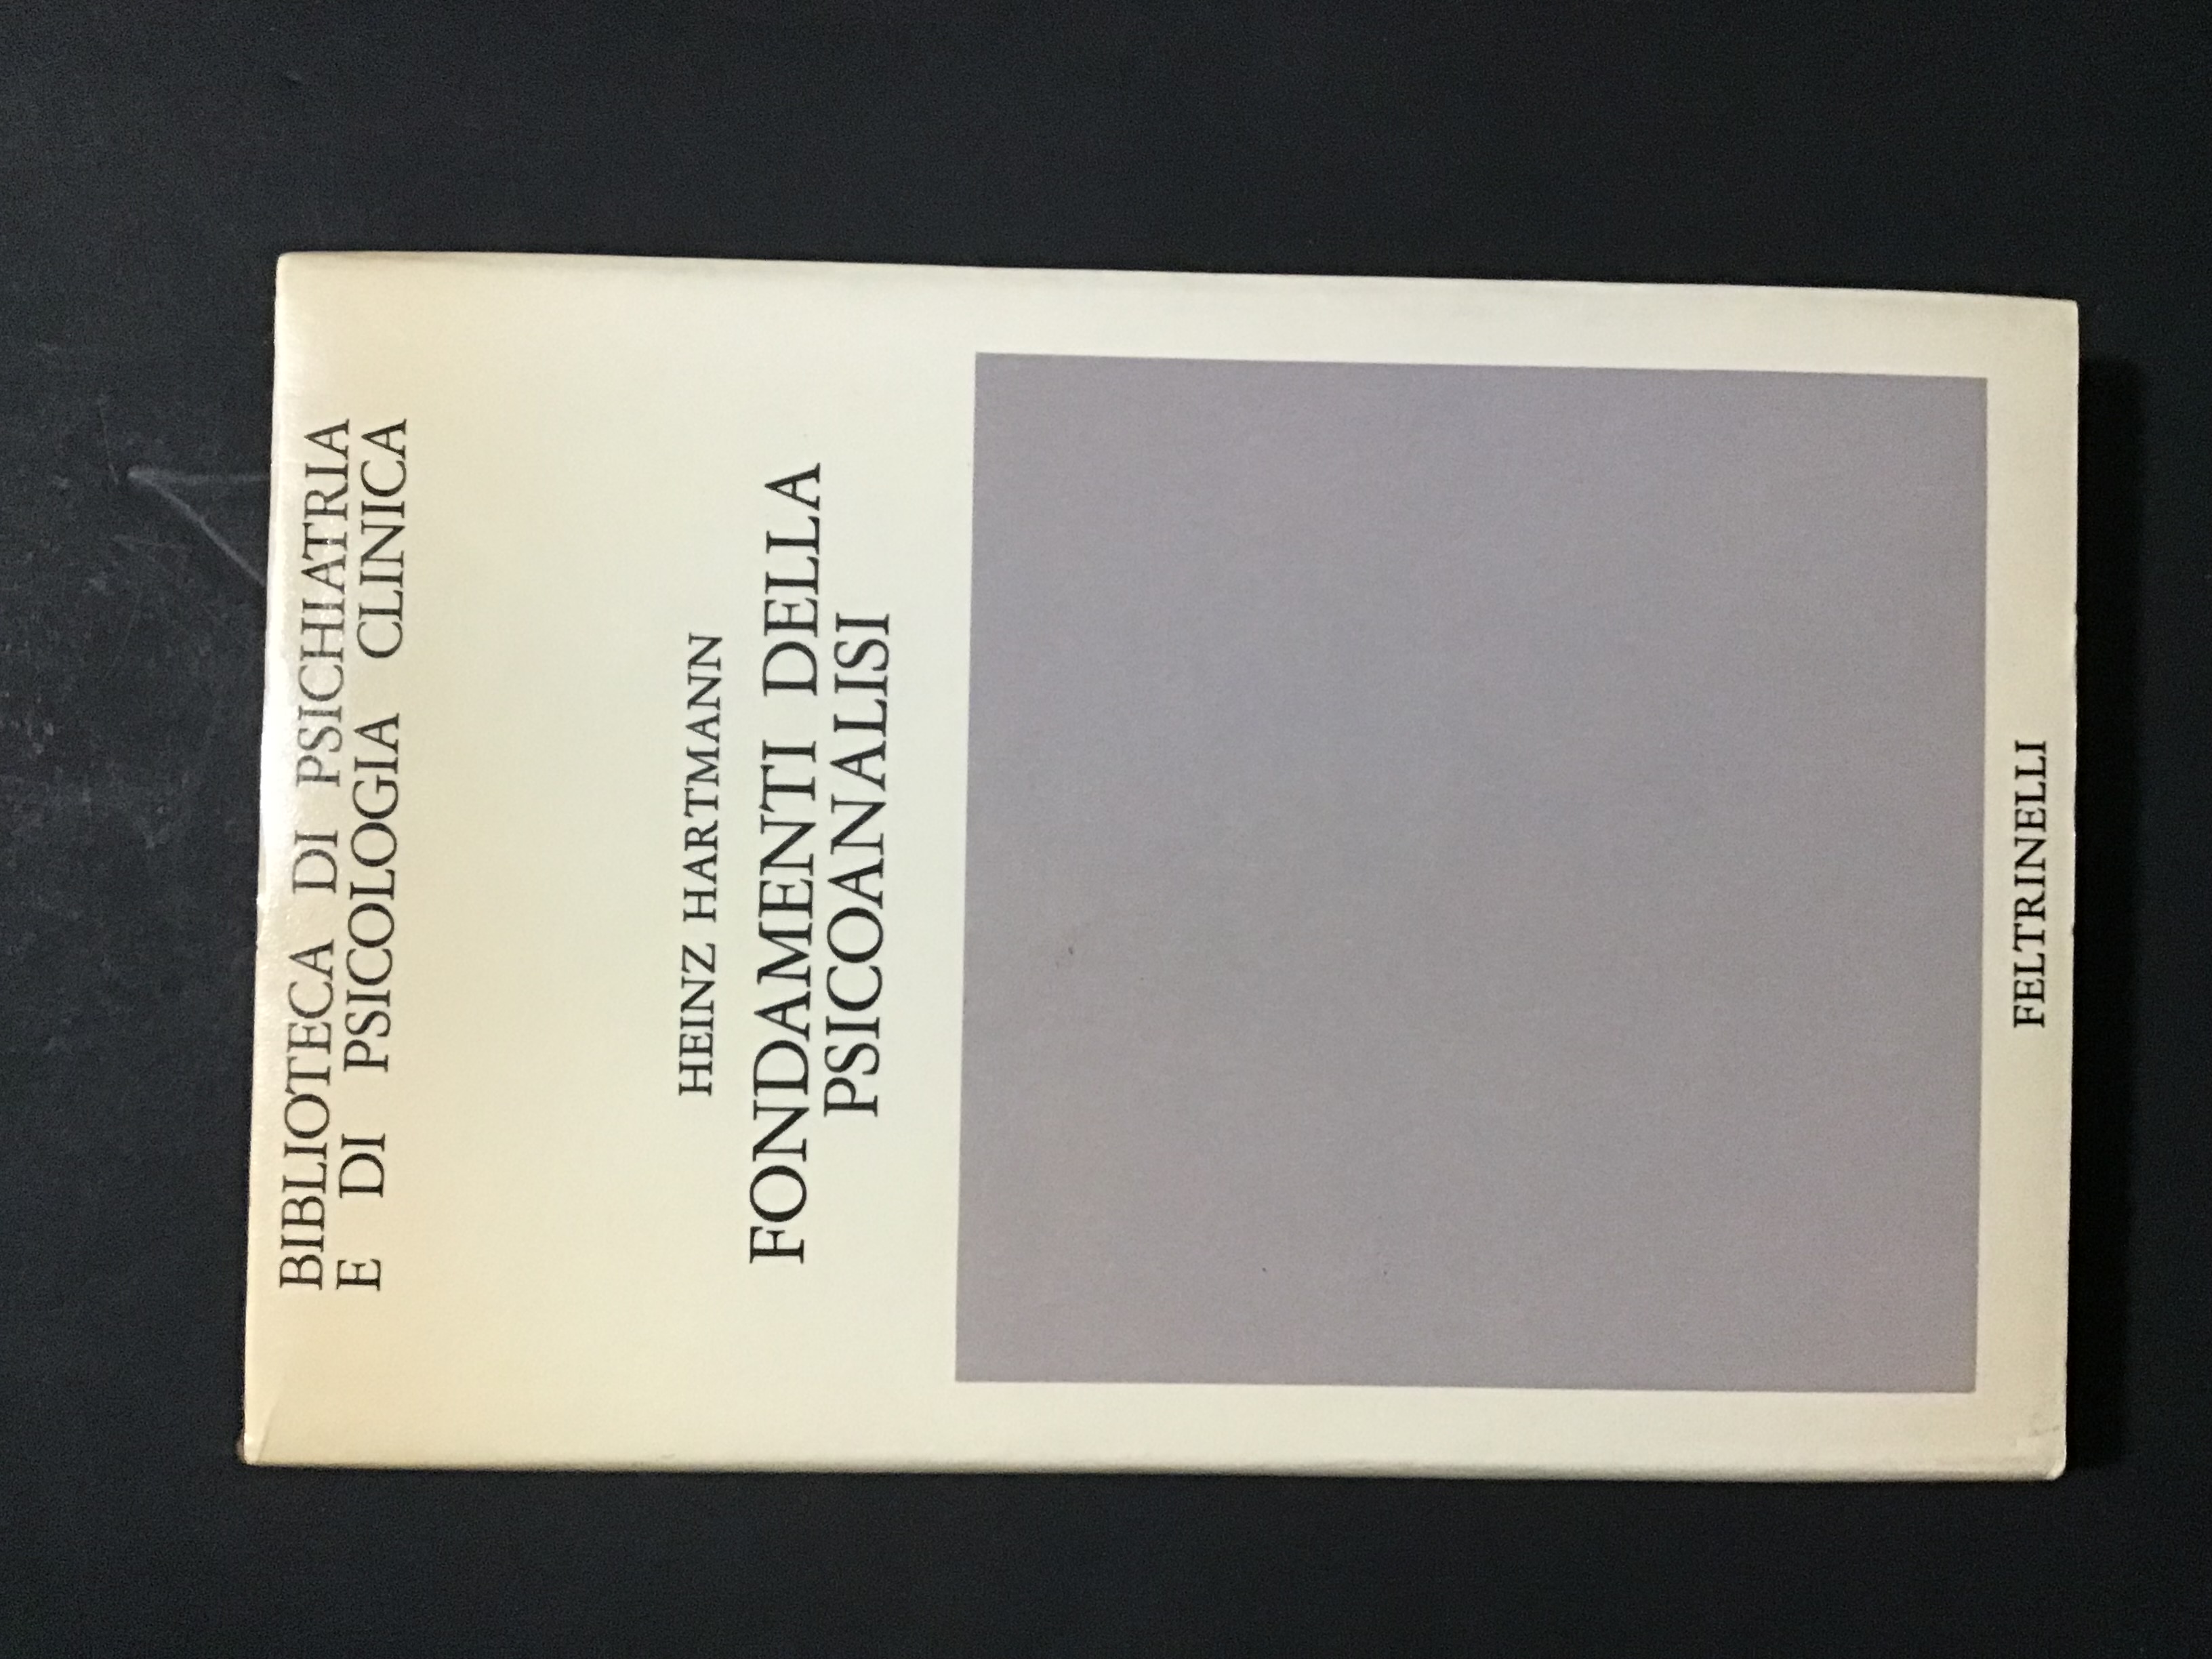 BIBLIOTECA DI PSICHIATRIA
E DI PSICOLOGIA CLINICA
HEINZ HARTMANN
FONDAMENTI DELLA
PSICOANALISI
FELTRINELLI